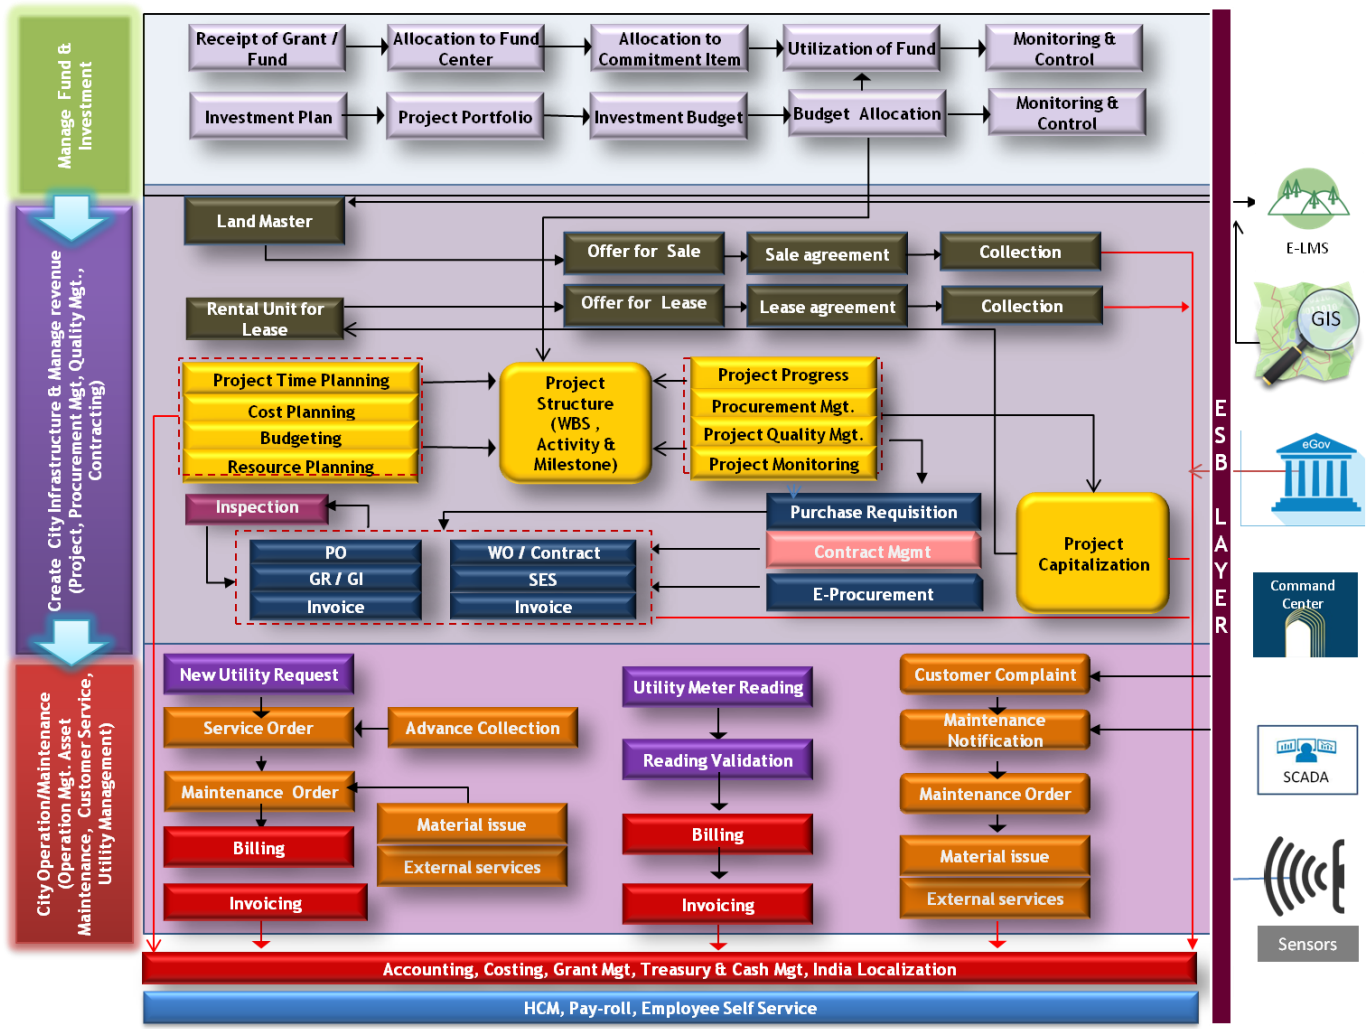 Manage Fund &
Investment
Receipt of Grant /
Fund
Allocation to Fund
Center
Allocation to
Commitment Item
Utilization of Fund
Monitoring &
Control
Investment Plan
Project Portfolio
Investment Budget
Budget Allocation
Monitoring &
Control
Create City Infrastructure & Manage revenue
(Project, Procurement Mgt, Quality Mgt.,
Contracting)
Land Master
Offer for Sale
Sale agreement
Collection
Rental Unit for
Lease
Offer for Lease
Lease agreement
Collection
Project Time Planning
Cost Planning
Budgeting
Resource Planning
Project
Structure
(WBS ,
Activity &
Milestone)
Project Progress
Procurement Mgt.
Project Quality Mgt.
Project Monitoring
Inspection
PO
GR / GI
Invoice
WO / Contract
SES
Invoice
Purchase Requisition
Contract Mgmt
E-Procurement
Project
Capitalization
City Operation/Maintenance
(Operation Mgt. Asset
Maintenance, Customer Service,
Utility Management)
New Utility Request
Service Order
Advance Collection
Maintenance Order
Material issue
External services
Billing
Invoicing
Utility Meter Reading
Reading Validation
Billing
Invoicing
Customer Complaint
Maintenance
Notification
Maintenance Order
Material issue
External services
Accounting, Costing, Grant Mgt, Treasury & Cash Mgt, India Localization
HCM, Pay-roll, Employee Self Service
ESB LAYER
E-LMS
GIS
eGov
Command
Center
SCADA
Sensors